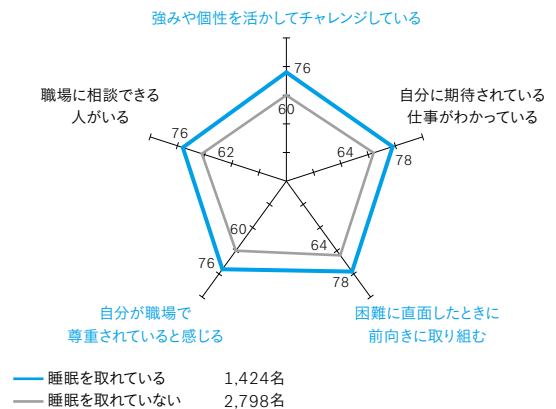 強みや個性を活かしてチャレンジしている
76
60
職場に相談できる
人がいる
76
62
自分に期待されている
仕事がわかっている
64
78
60
76
64
78
自分が職場で
尊重されていると感じる
困難に直面したときに
前向きに取り組む
睡眠を取れている 1,424名
睡眠を取れていない 2,798名